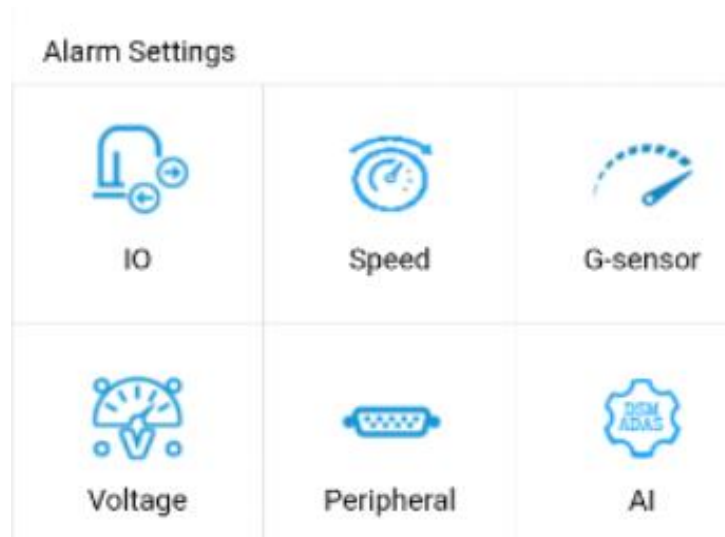 Alarm Settings
IO
Speed
G-sensor
DSM
ADAS
V
Voltage
Peripheral
AI